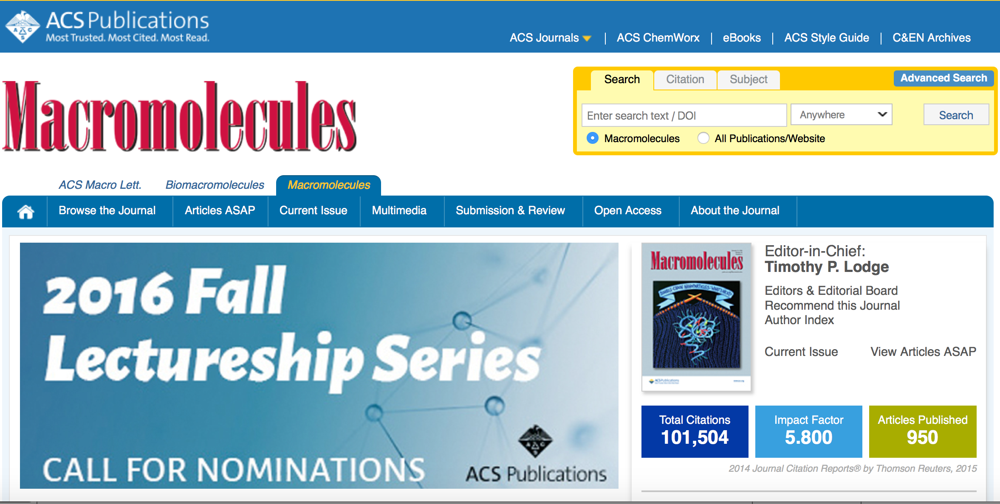 ACS Publications
Most Trusted. Most Cited. Most Read.
ACS Journals | ACS ChemWorx | eBooks | ACS Style Guide | C&EN Archives
Macromolecules
Search Citation Subject Advanced Search
Enter search text / DOI Anywhere Search
Macromolecules All Publications/Website
ACS Macro Lett. Biomacromolecules Macromolecules
Browse the Journal Articles ASAP Current Issue Multimedia Submission & Review Open Access About the Journal
2016 Fall
Lectureship Series
CALL FOR NOMINATIONS
A C S
ACS Publications
Macromolecules
ACS Publications
Editor-in-Chief:
Timothy P. Lodge
Editors & Editorial Board
Recommend this Journal
Author Index
Current Issue View Articles ASAP
Total Citations
101,504
Impact Factor
5.800
Articles Published
950
2014 Journal Citation Reports® by Thomson Reuters, 2015